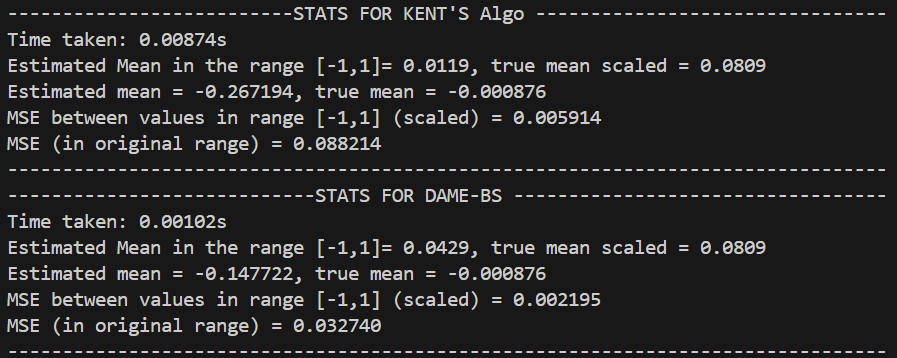 --------------------------STATS FOR KENT'S Algo --------------------------------
Time taken: 0.00874s
Estimated Mean in the range [-1,1]= 0.0119, true mean scaled = 0.0809
Estimated mean = -0.267194, true mean = -0.000876
MSE between values in range [-1,1] (scaled) = 0.005914
MSE (in original range) = 0.088214
--------------------------------------------------------------------------------
----------------------------STATS FOR DAME-BS ----------------------------------
Time taken: 0.00102s
Estimated Mean in the range [-1,1]= 0.0429, true mean scaled = 0.0809
Estimated mean = -0.147722, true mean = -0.000876
MSE between values in range [-1,1] (scaled) = 0.002195
MSE (in original range) = 0.032740
--------------------------------------------------------------------------------